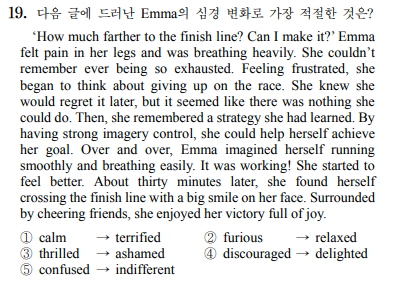 19. 다음 글에 드러난 Emma의 심경 변화로 가장 적절한 것은?
‘How much farther to the finish line? Can I make it?’ Emma
felt pain in her legs and was breathing heavily. She couldn’t
remember ever being so exhausted. Feeling frustrated, she
began to think about giving up on the race. She knew she
would regret it later, but it seemed like there was nothing she
could do. Then, she remembered a strategy she had learned. By
having strong imagery control, she could help herself achieve
her goal. Over and over, Emma imagined herself running
smoothly and breathing easily. It was working! She started to
feel better. About thirty minutes later, she found herself
crossing the finish line with a big smile on her face. Surrounded
by cheering friends, she enjoyed her victory full of joy.
① calm → terrified ② furious → relaxed
③ thrilled → ashamed ④ discouraged → delighted
⑤ confused → indifferent